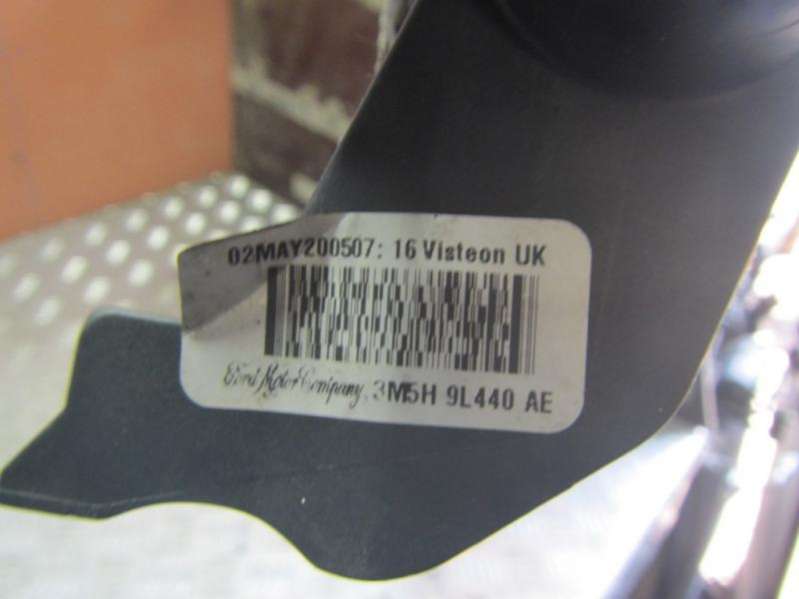 02MAY200507: 16 Visteon UK
Ford Motor Company, 3M5H 9L440 AE